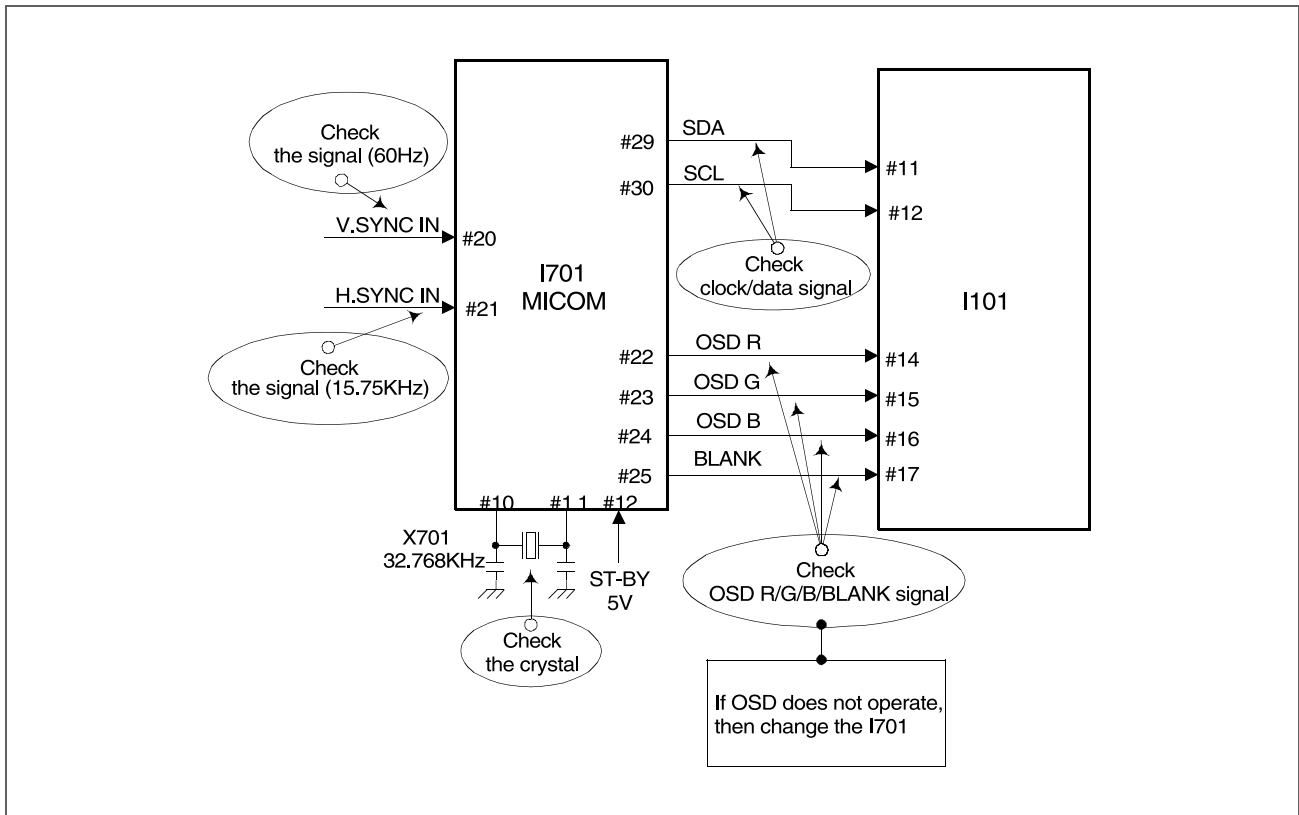 Check
the signal (60Hz)
V.SYNC IN
#20
H.SYNC IN
#21
Check
the signal (15.75KHz)
I701
MICOM
#29
SDA
#11
#30
SCL
#12
Check
clock/data signal
I101
#22
OSD R
#14
#23
OSD G
#15
#24
OSD B
#16
#25
BLANK
#17
#10
#1 1
#12
X701
32.768KHz
ST-BY
5V
Check
the crystal
Check
OSD R/G/B/BLANK signal
If OSD does not operate,
then change the I701